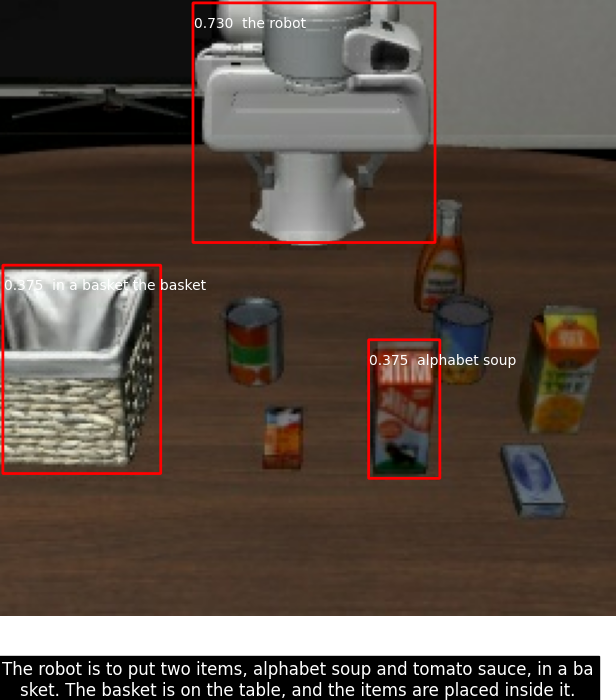 0.730 the robot
0.375 in a basket the basket
0.375 alphabet soup
Milk
Milk
The robot is to put two items, alphabet soup and tomato sauce, in a ba
sket. The basket is on the table, and the items are placed inside it.